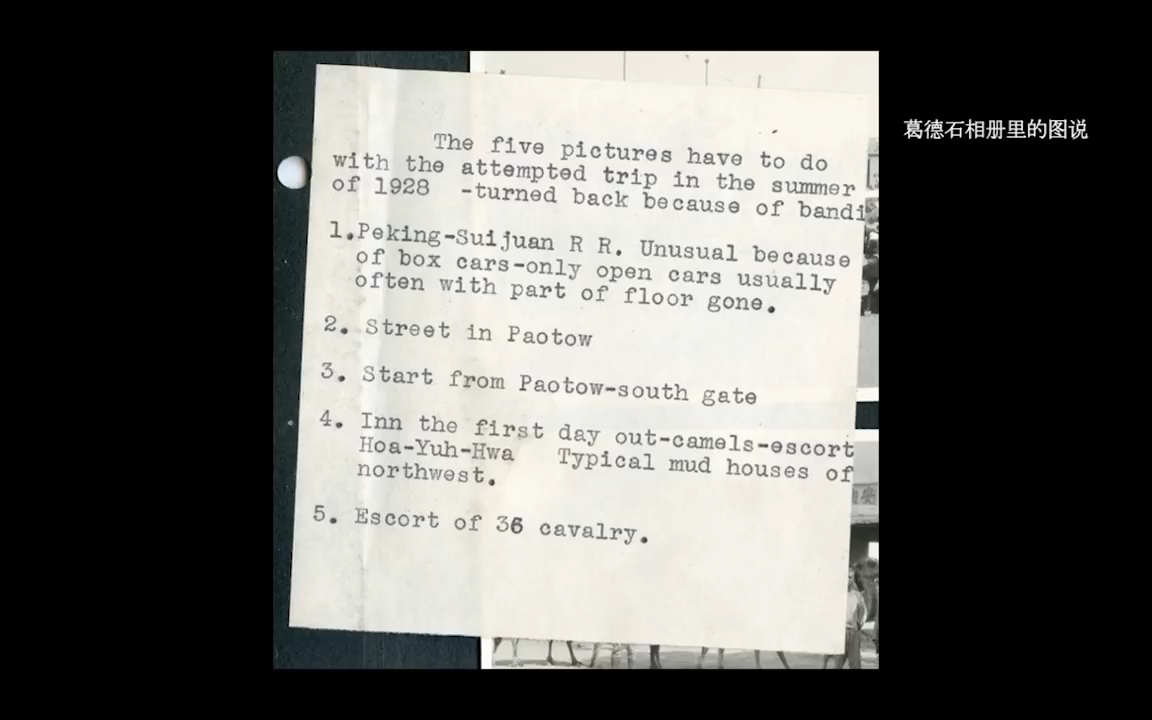 葛德石相册里的图说
The five pictures have to do
with the attempted trip in the summer
of 1928 -turned back because of bandi
1.Peking-Suijuan R R. Unusual because
of box cars-only open cars usually
often with part of floor gone.
2. Street in Paotow
3. Start from Paotow-south gate
4. Inn the first day out-camels-escort
Hoa-Yuh-Hwa Typical mud houses of
northwest.
5. Escort of 36 cavalry.
安